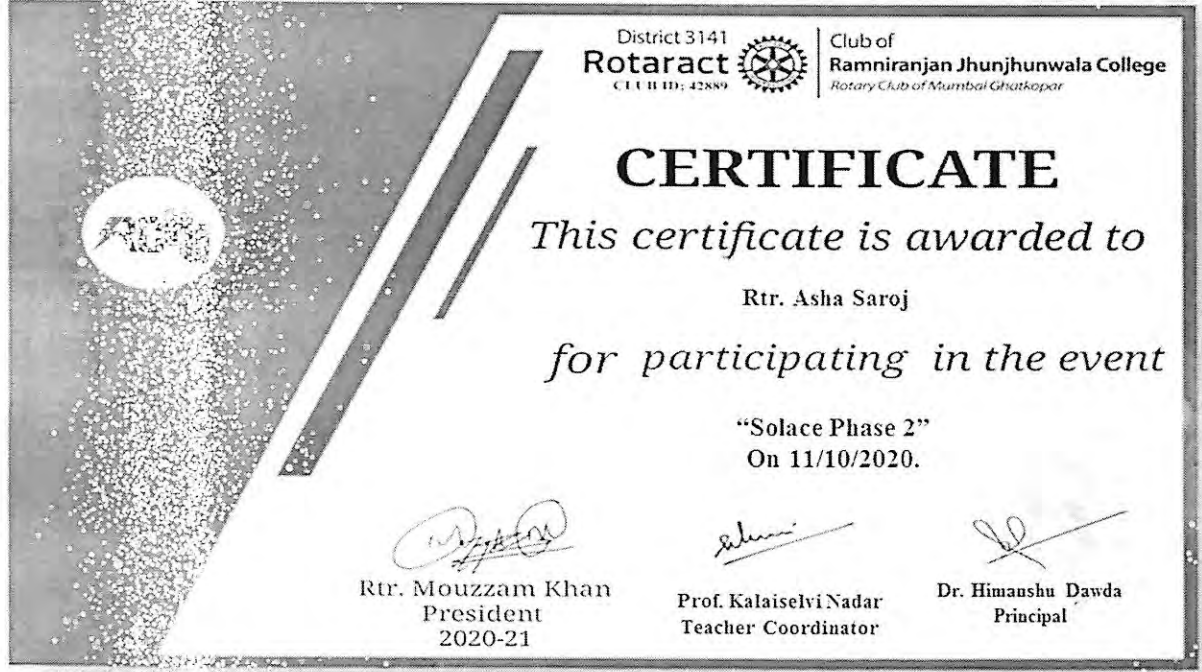 District 3141
Rotaract
CLUB ID: 42889
Club of
Ramniranjan Jhunjhunwala College
Rotary Club of Mumbai Ghatkopar
CERTIFICATE
This certificate is awarded to
Rtr. Asha Saroj
for participating in the event
“Solace Phase 2”
On 11/10/2020.
Rtr. Mouzzam Khan
President
2020-21
Prof. Kalaiselvi Nadar
Teacher Coordinator
Dr. Himanshu Dawda
Principal